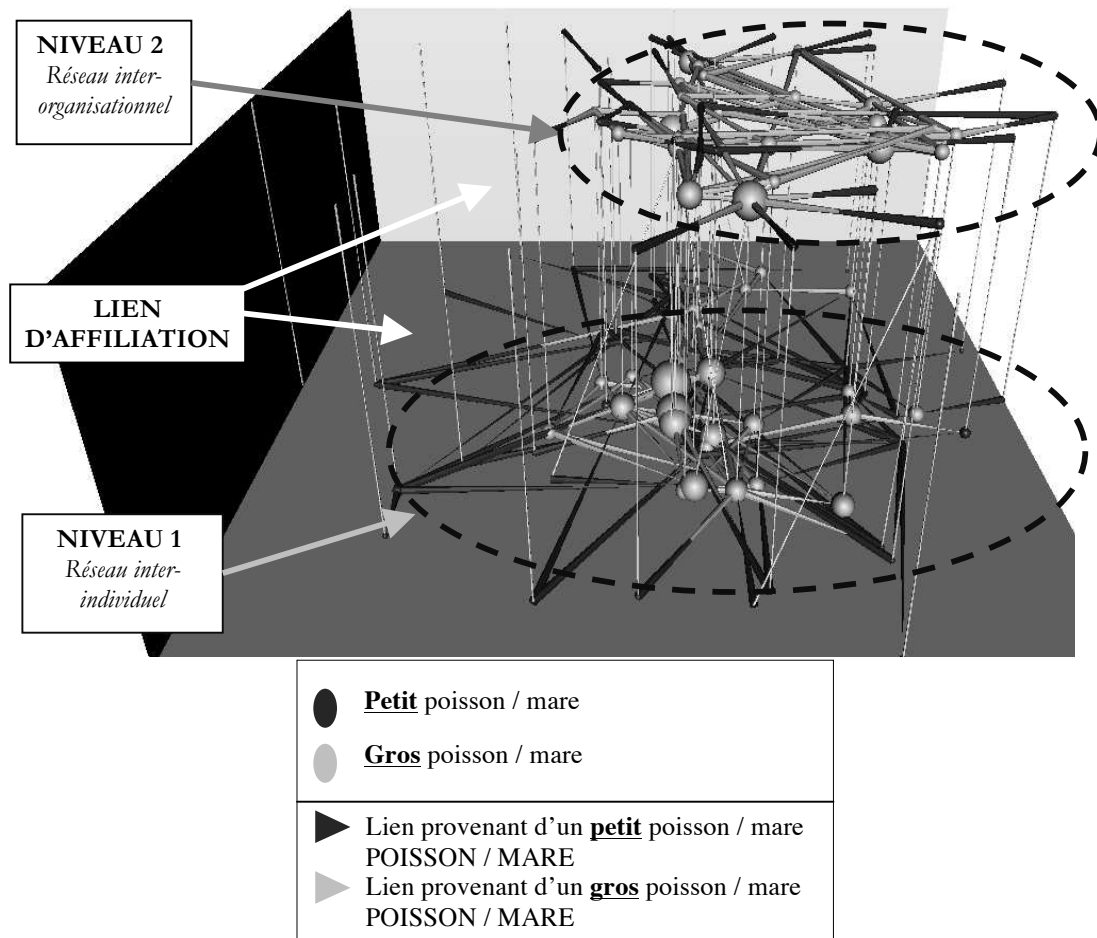 NIVEAU 2
Réseau inter-
organisationnel
LIEN
D’AFFILIATION
NIVEAU 1
Réseau inter-
individuel
Petit poisson / mare
Gros poisson / mare
Lien provenant d’un petit poisson / mare
POISSON / MARE
Lien provenant d’un gros poisson / mare
POISSON / MARE